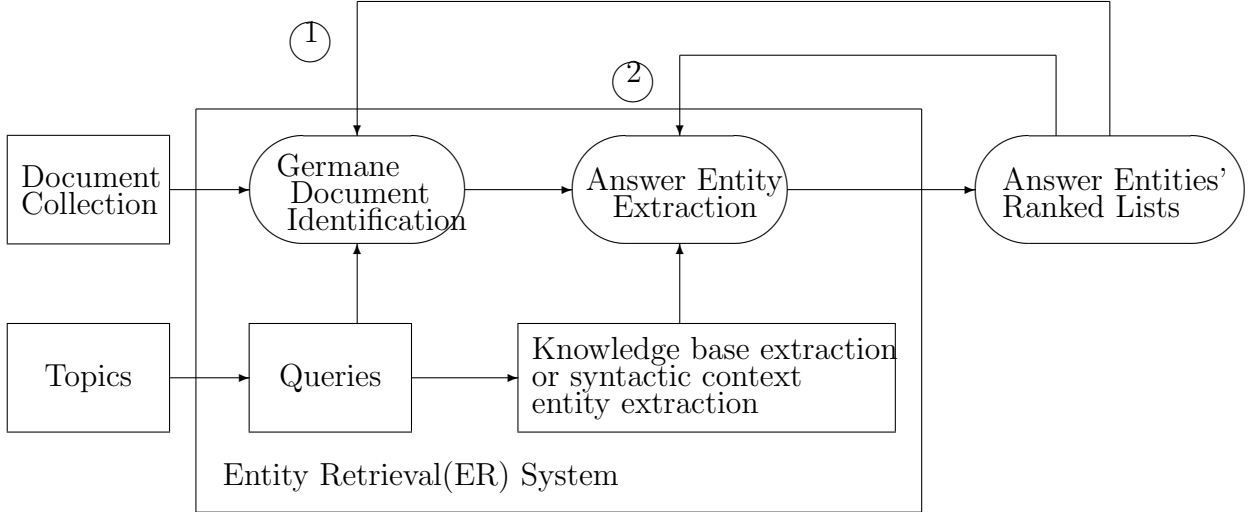 1
2
Document
Collection
Germane
Document
Identification
Answer Entity
Extraction
Answer Entities'
Ranked Lists
Topics
Queries
Knowledge base extraction
or syntactic context
entity extraction
Entity Retrieval(ER) System